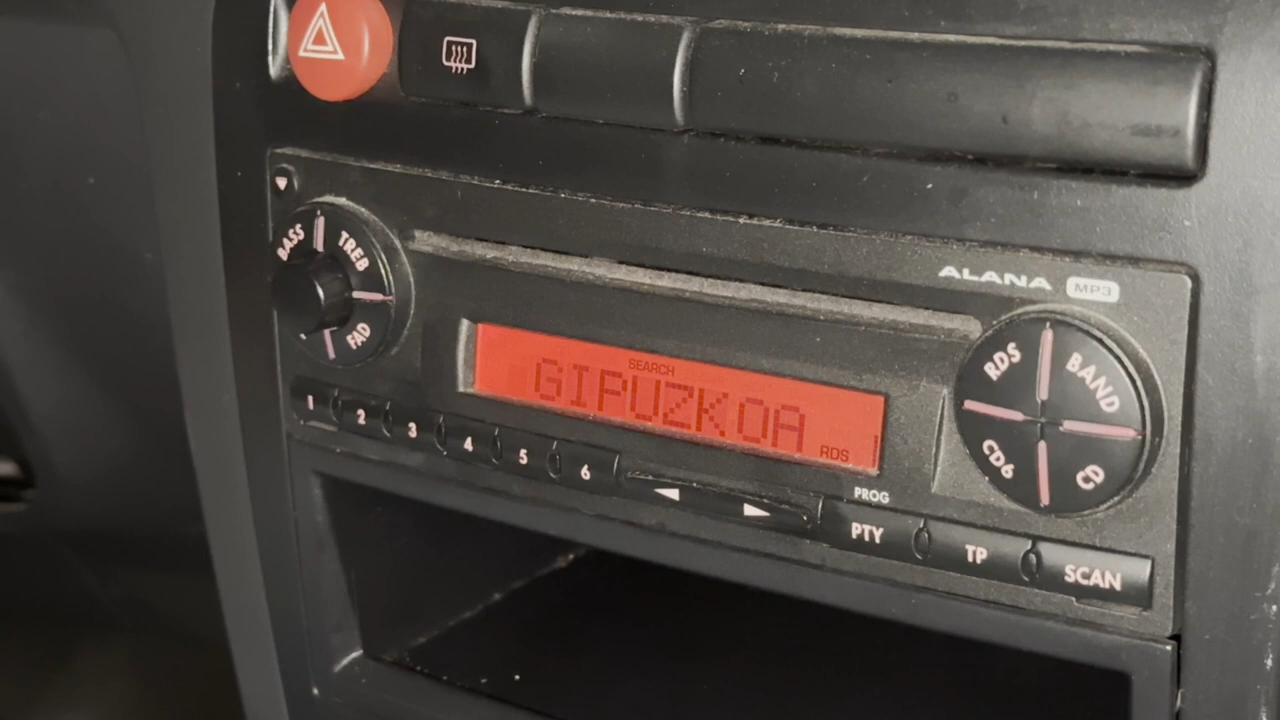 BASS
TREB
FAD
ALANA MP3
SEARCH
GIPUZKOA
RDS
RDS
BAND
CD6
CD
1
2
3
4
5
6
PROG
PTY
TP
SCAN